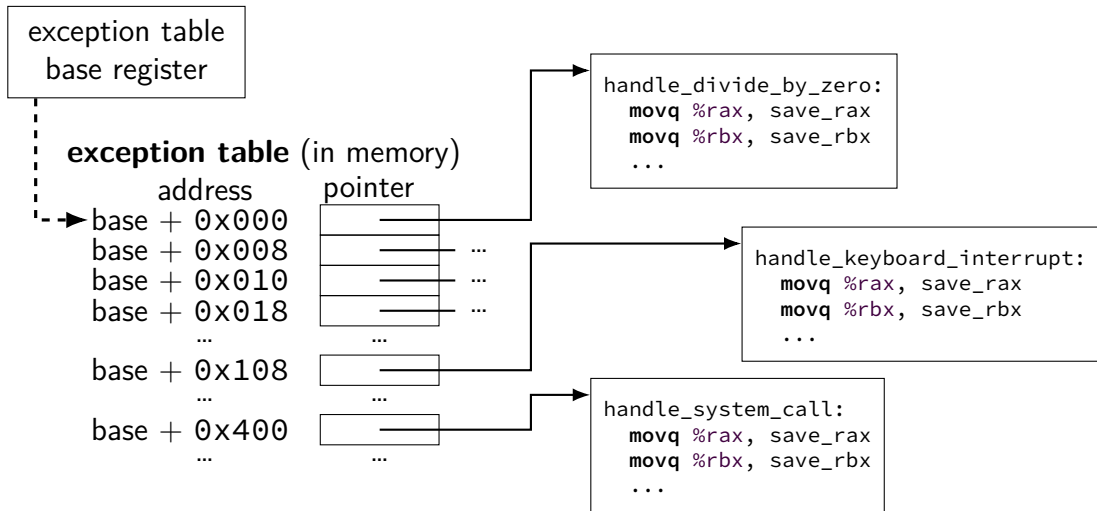 exception table
base register
exception table (in memory)
address pointer
base + 0x000
base + 0x008 ...
base + 0x010 ...
base + 0x018 ...
... ...
base + 0x108
... ...
base + 0x400
... ...
handle_divide_by_zero:
movq %rax, save_rax
movq %rbx, save_rbx
...
handle_keyboard_interrupt:
movq %rax, save_rax
movq %rbx, save_rbx
...
handle_system_call:
movq %rax, save_rax
movq %rbx, save_rbx
...